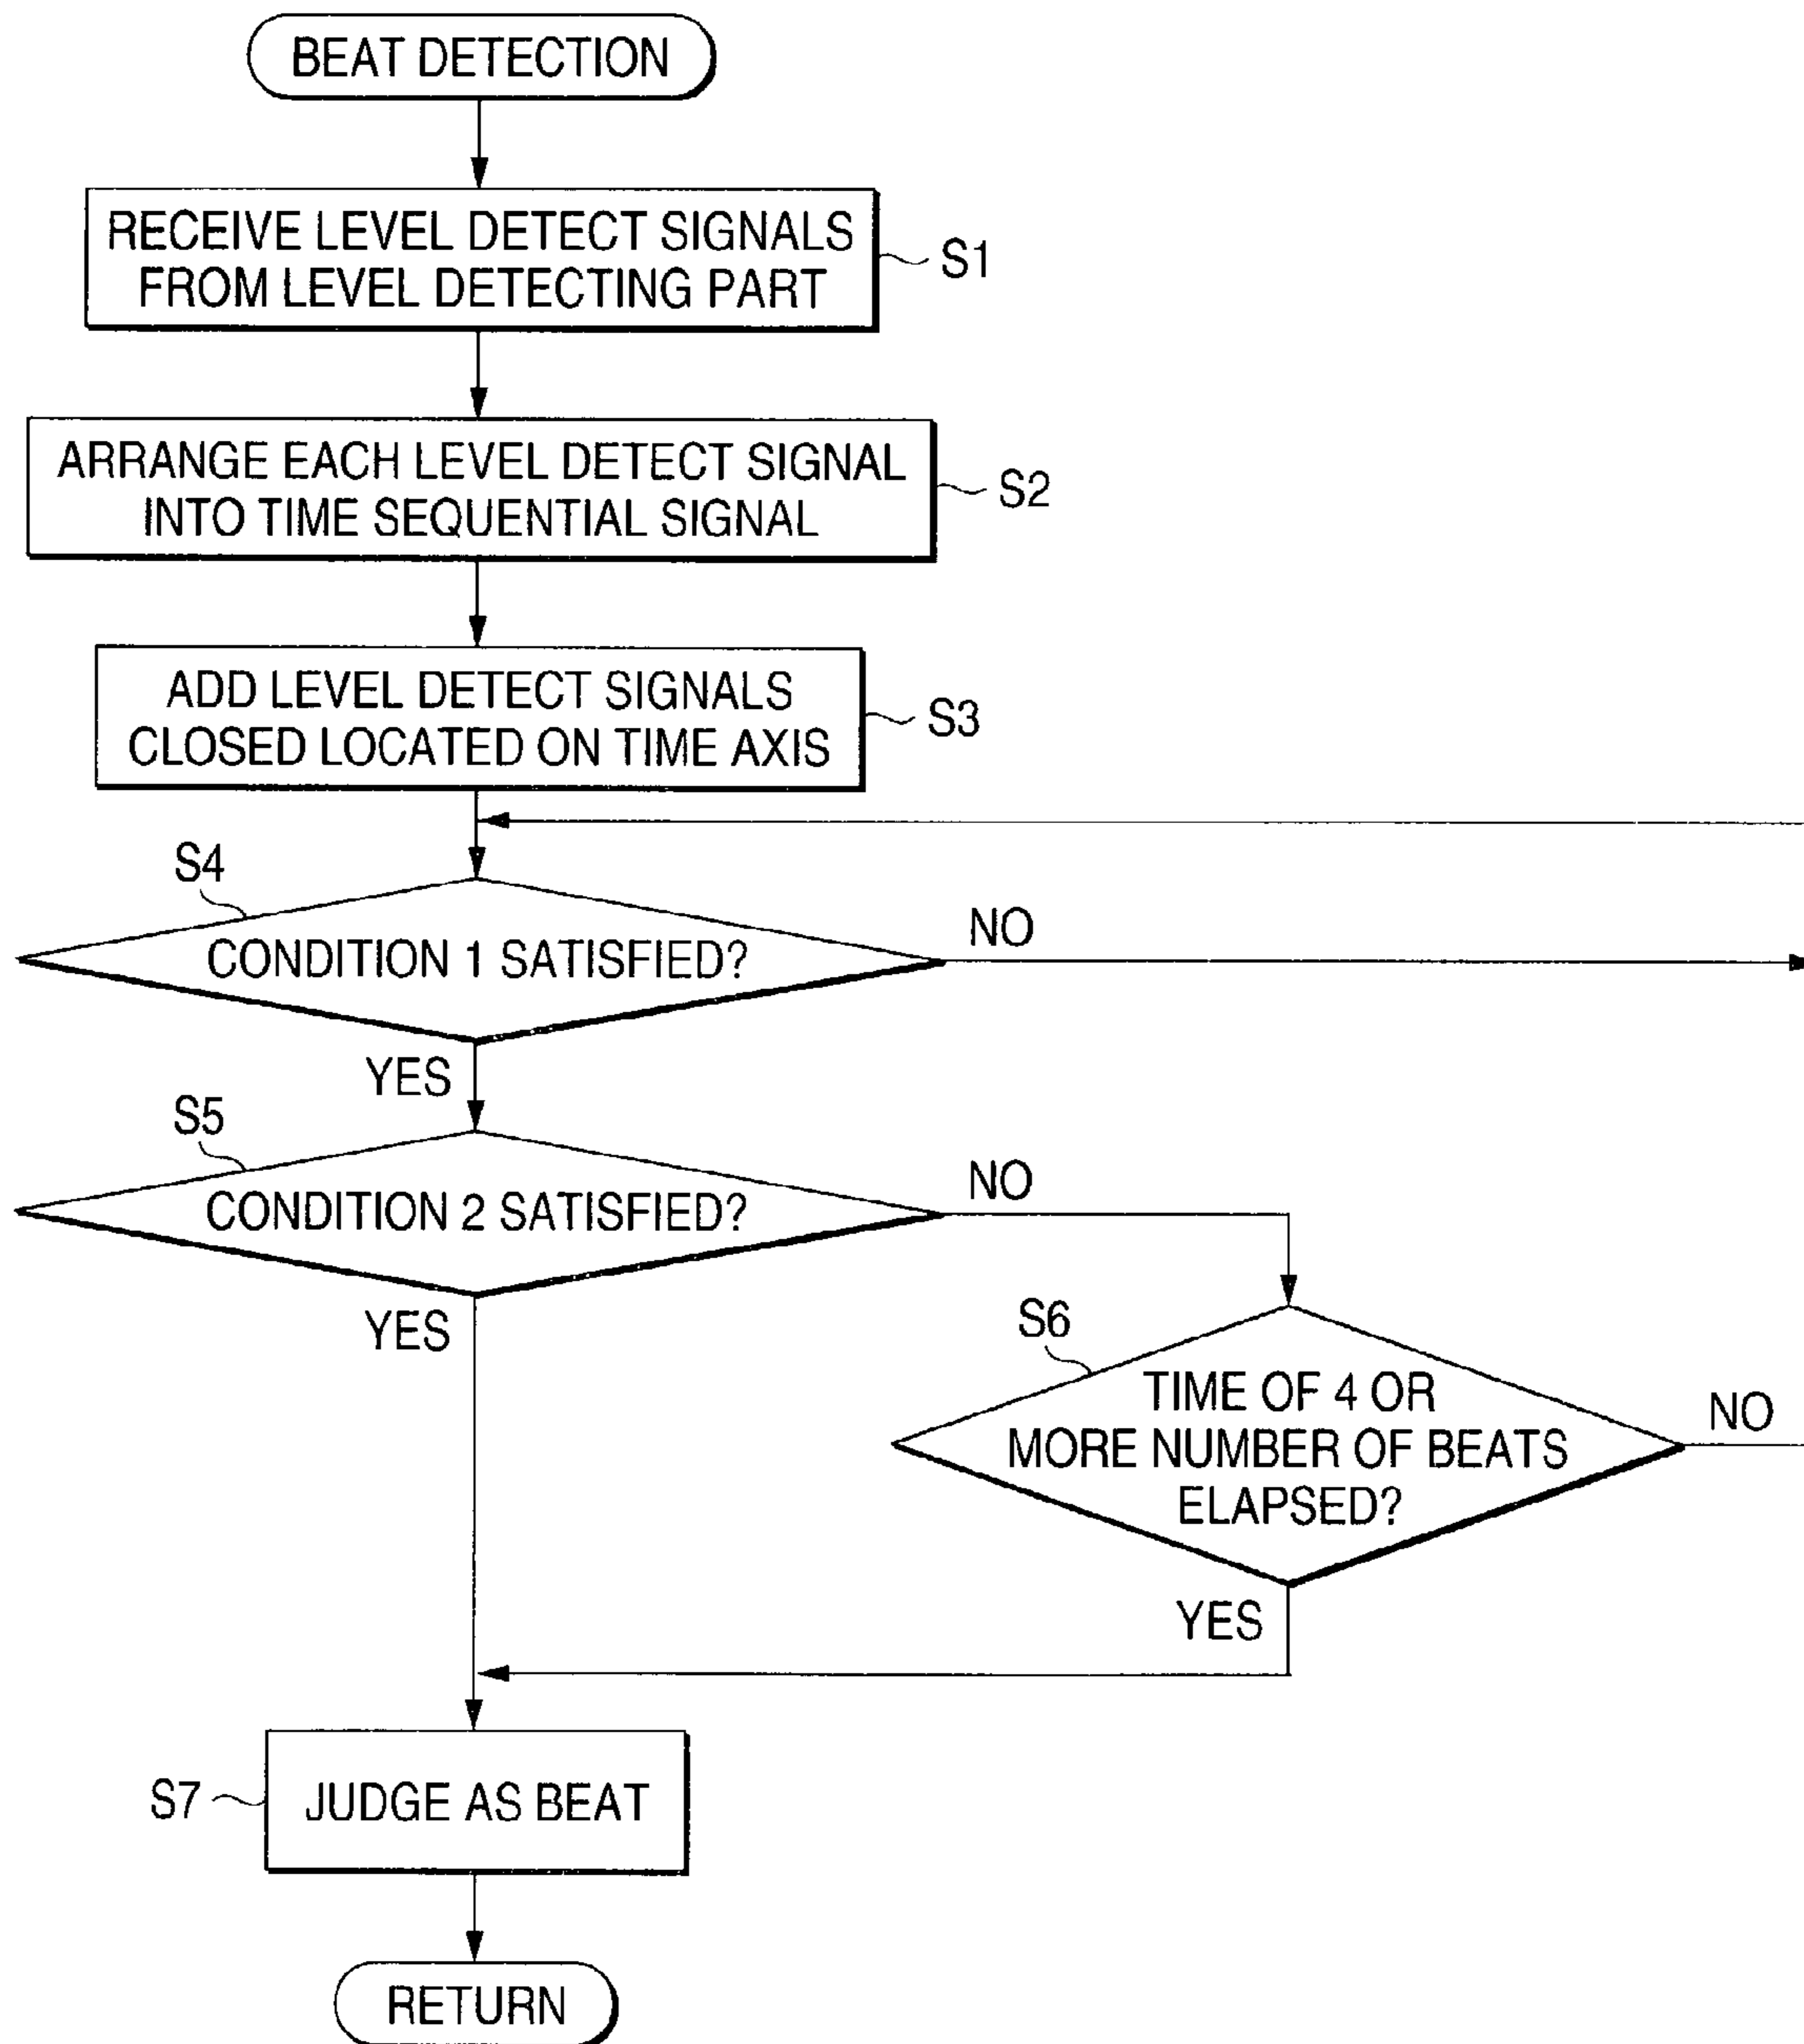 BEAT DETECTION
RECEIVE LEVEL DETECT SIGNALS
FROM LEVEL DETECTING PART
S1
ARRANGE EACH LEVEL DETECT SIGNAL
INTO TIME SEQUENTIAL SIGNAL
S2
ADD LEVEL DETECT SIGNALS
CLOSED LOCATED ON TIME AXIS
S3
S4
CONDITION 1 SATISFIED?
NO
YES
S5
CONDITION 2 SATISFIED?
NO
YES
S6
TIME OF 4 OR
MORE NUMBER OF BEATS
ELAPSED?
NO
YES
S7
JUDGE AS BEAT
RETURN